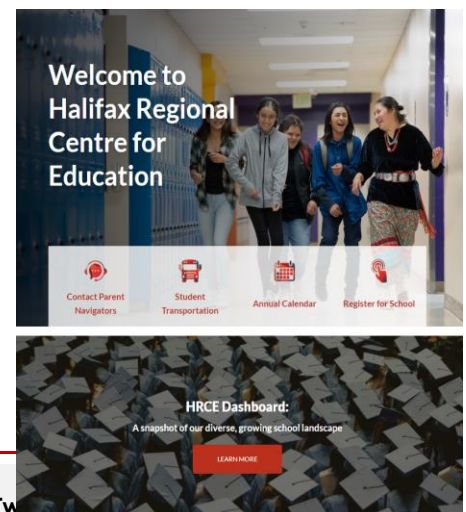 Welcome to
Halifax Regional
Centre for
Education
Contact Parent
Navigators
Student
Transportation
Annual Calendar
Register for School
HRCE Dashboard:
A snapshot of our diverse, growing school landscape
LEARN MORE